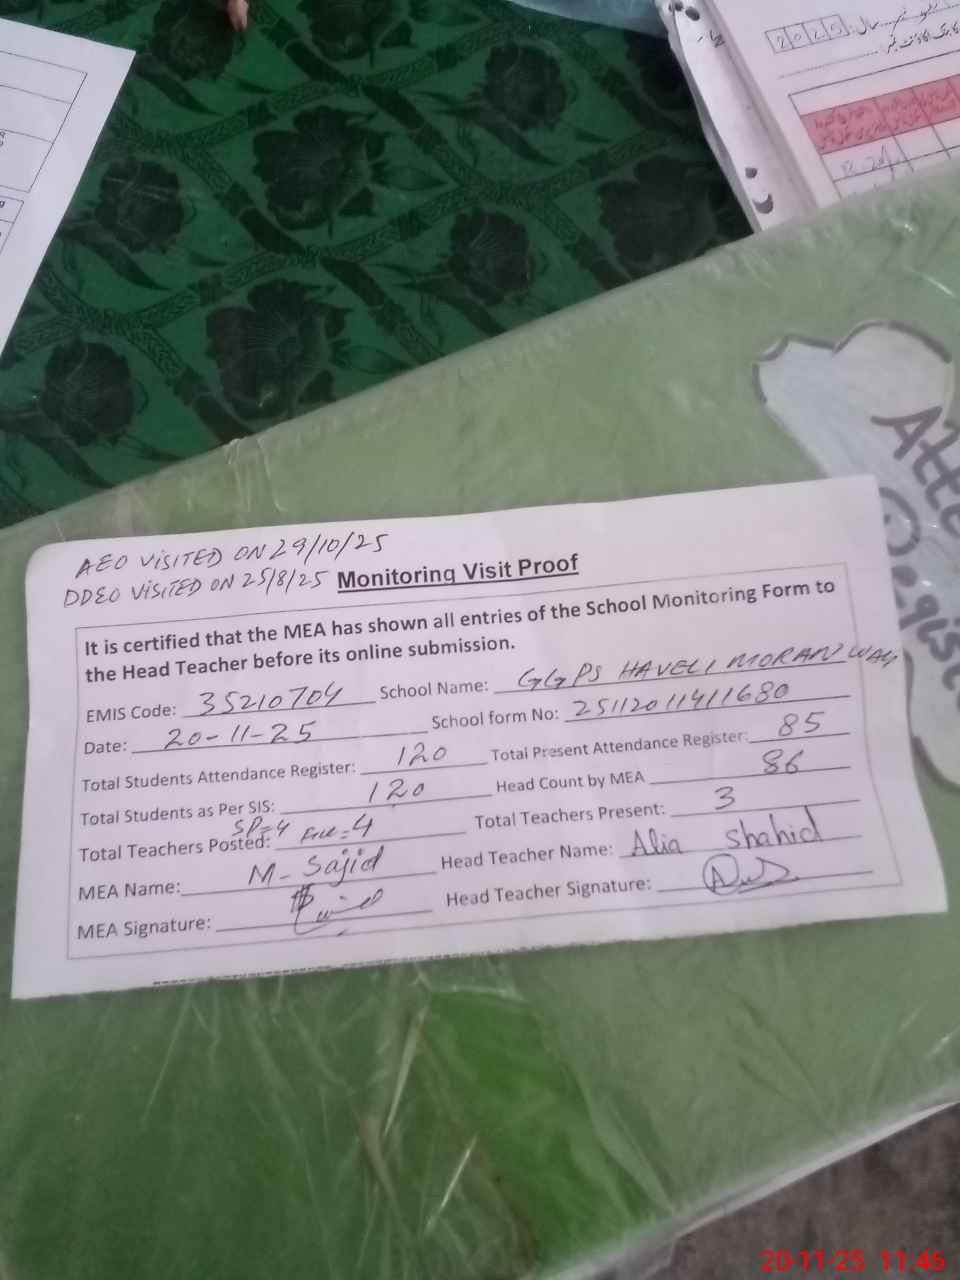 2025
AEO VISITED ON 29/10/25
DDEO VISITED ON 25/8/25 Monitoring Visit Proof
It is certified that the MEA has shown all entries of the School Monitoring Form to
the Head Teacher before its online submission.
EMIS Code: 35210704 School Name: GGPS HAVELI MORANWAY
Date: 20-11-25 School form No: 251120114111680
Total Students Attendance Register: 120 Total Present Attendance Register: 85
Total Students as Per SIS: 120 Head Count by MEA 86
SP=4
Total Teachers Posted: =4 Total Teachers Present: 3
MEA Name: M- Sajid Head Teacher Name: Alia Shahid
MEA Signature: Head Teacher Signature:
20-11-25 11:46